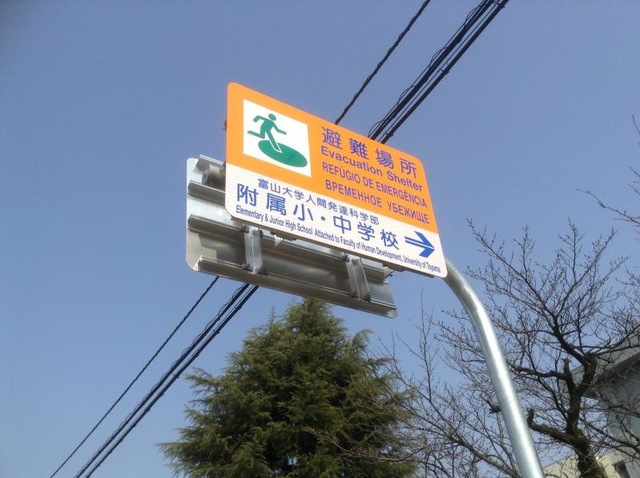 避難場所
Evacuation Shelter
REFÚGIO DE EMERGÊNCIA
ВРЕМЕННОЕ УБЕЖИЩЕ
富山大学人間発達科学部
附属小・中学校
Elementary & Junior High School Attached to Faculty of Human Development, University of Toyama